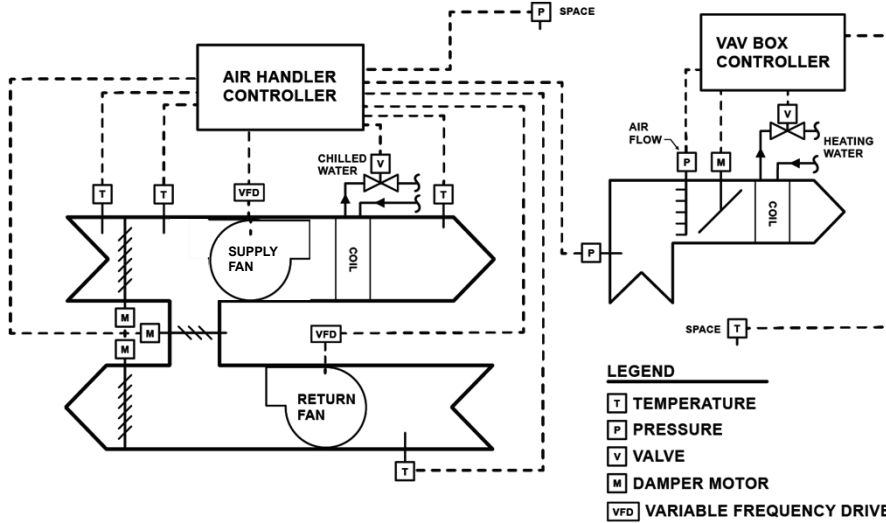 P SPACE
AIR HANDLER
CONTROLLER
VAV BOX
CONTROLLER
AIR
FLOW
V
HEATING
WATER
P
M
CHILLED
WATER
V
T
T
VFD
T
SUPPLY
FAN
COIL
COIL
P
M
M
M
VFD
SPACE T
RETURN
FAN
T
LEGEND
T TEMPERATURE
P PRESSURE
V VALVE
M DAMPER MOTOR
VFD VARIABLE FREQUENCY DRIVE